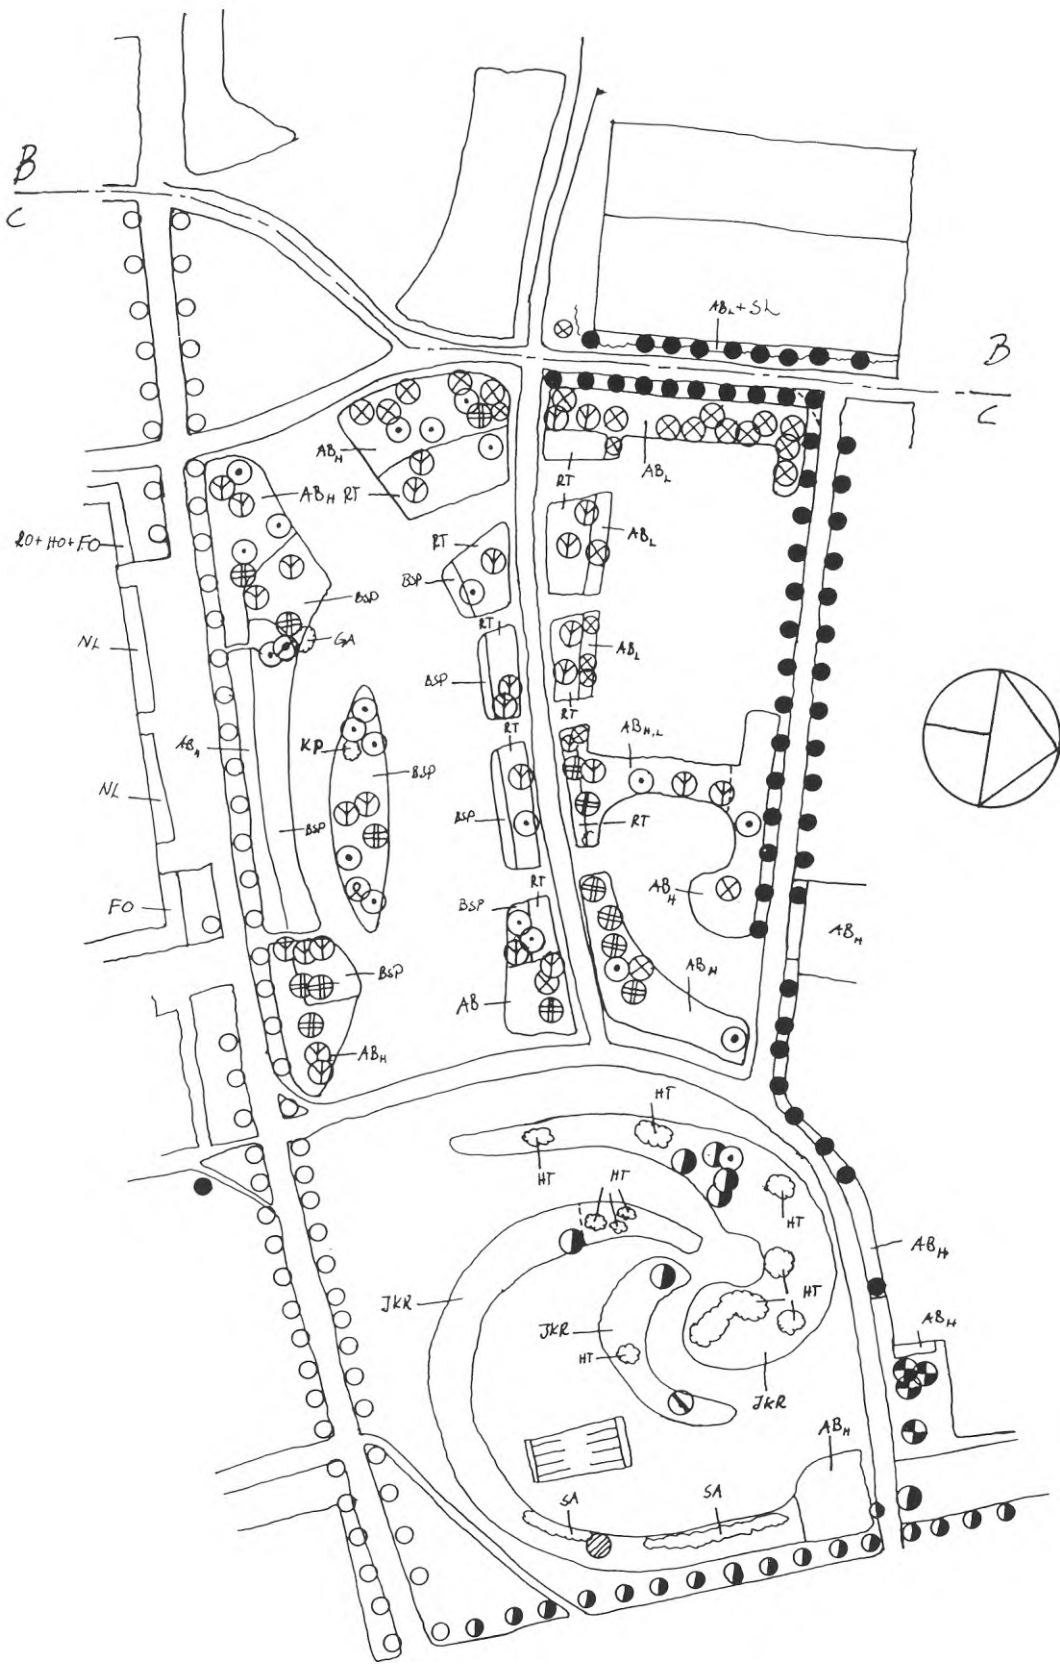 B
C
AB_L + SL
B
C
AB_H
AB_L
AB_H
RT
RT
RO+HO+FO
RT
AB_L
BSP
BSP
NL
GA
RT
AB_L
BSP
RT
AB_H,L
KP
RT
BSP
NL
BSP
BSP
RT
AB_H
RT
FO
BSP
AB_H
BSP
AB_H
AB
AB_H
HT
HT
HT
HT
AB_H
HT
JKR
AB_H
JKR
HT
JKR
AB_H
SA
SA